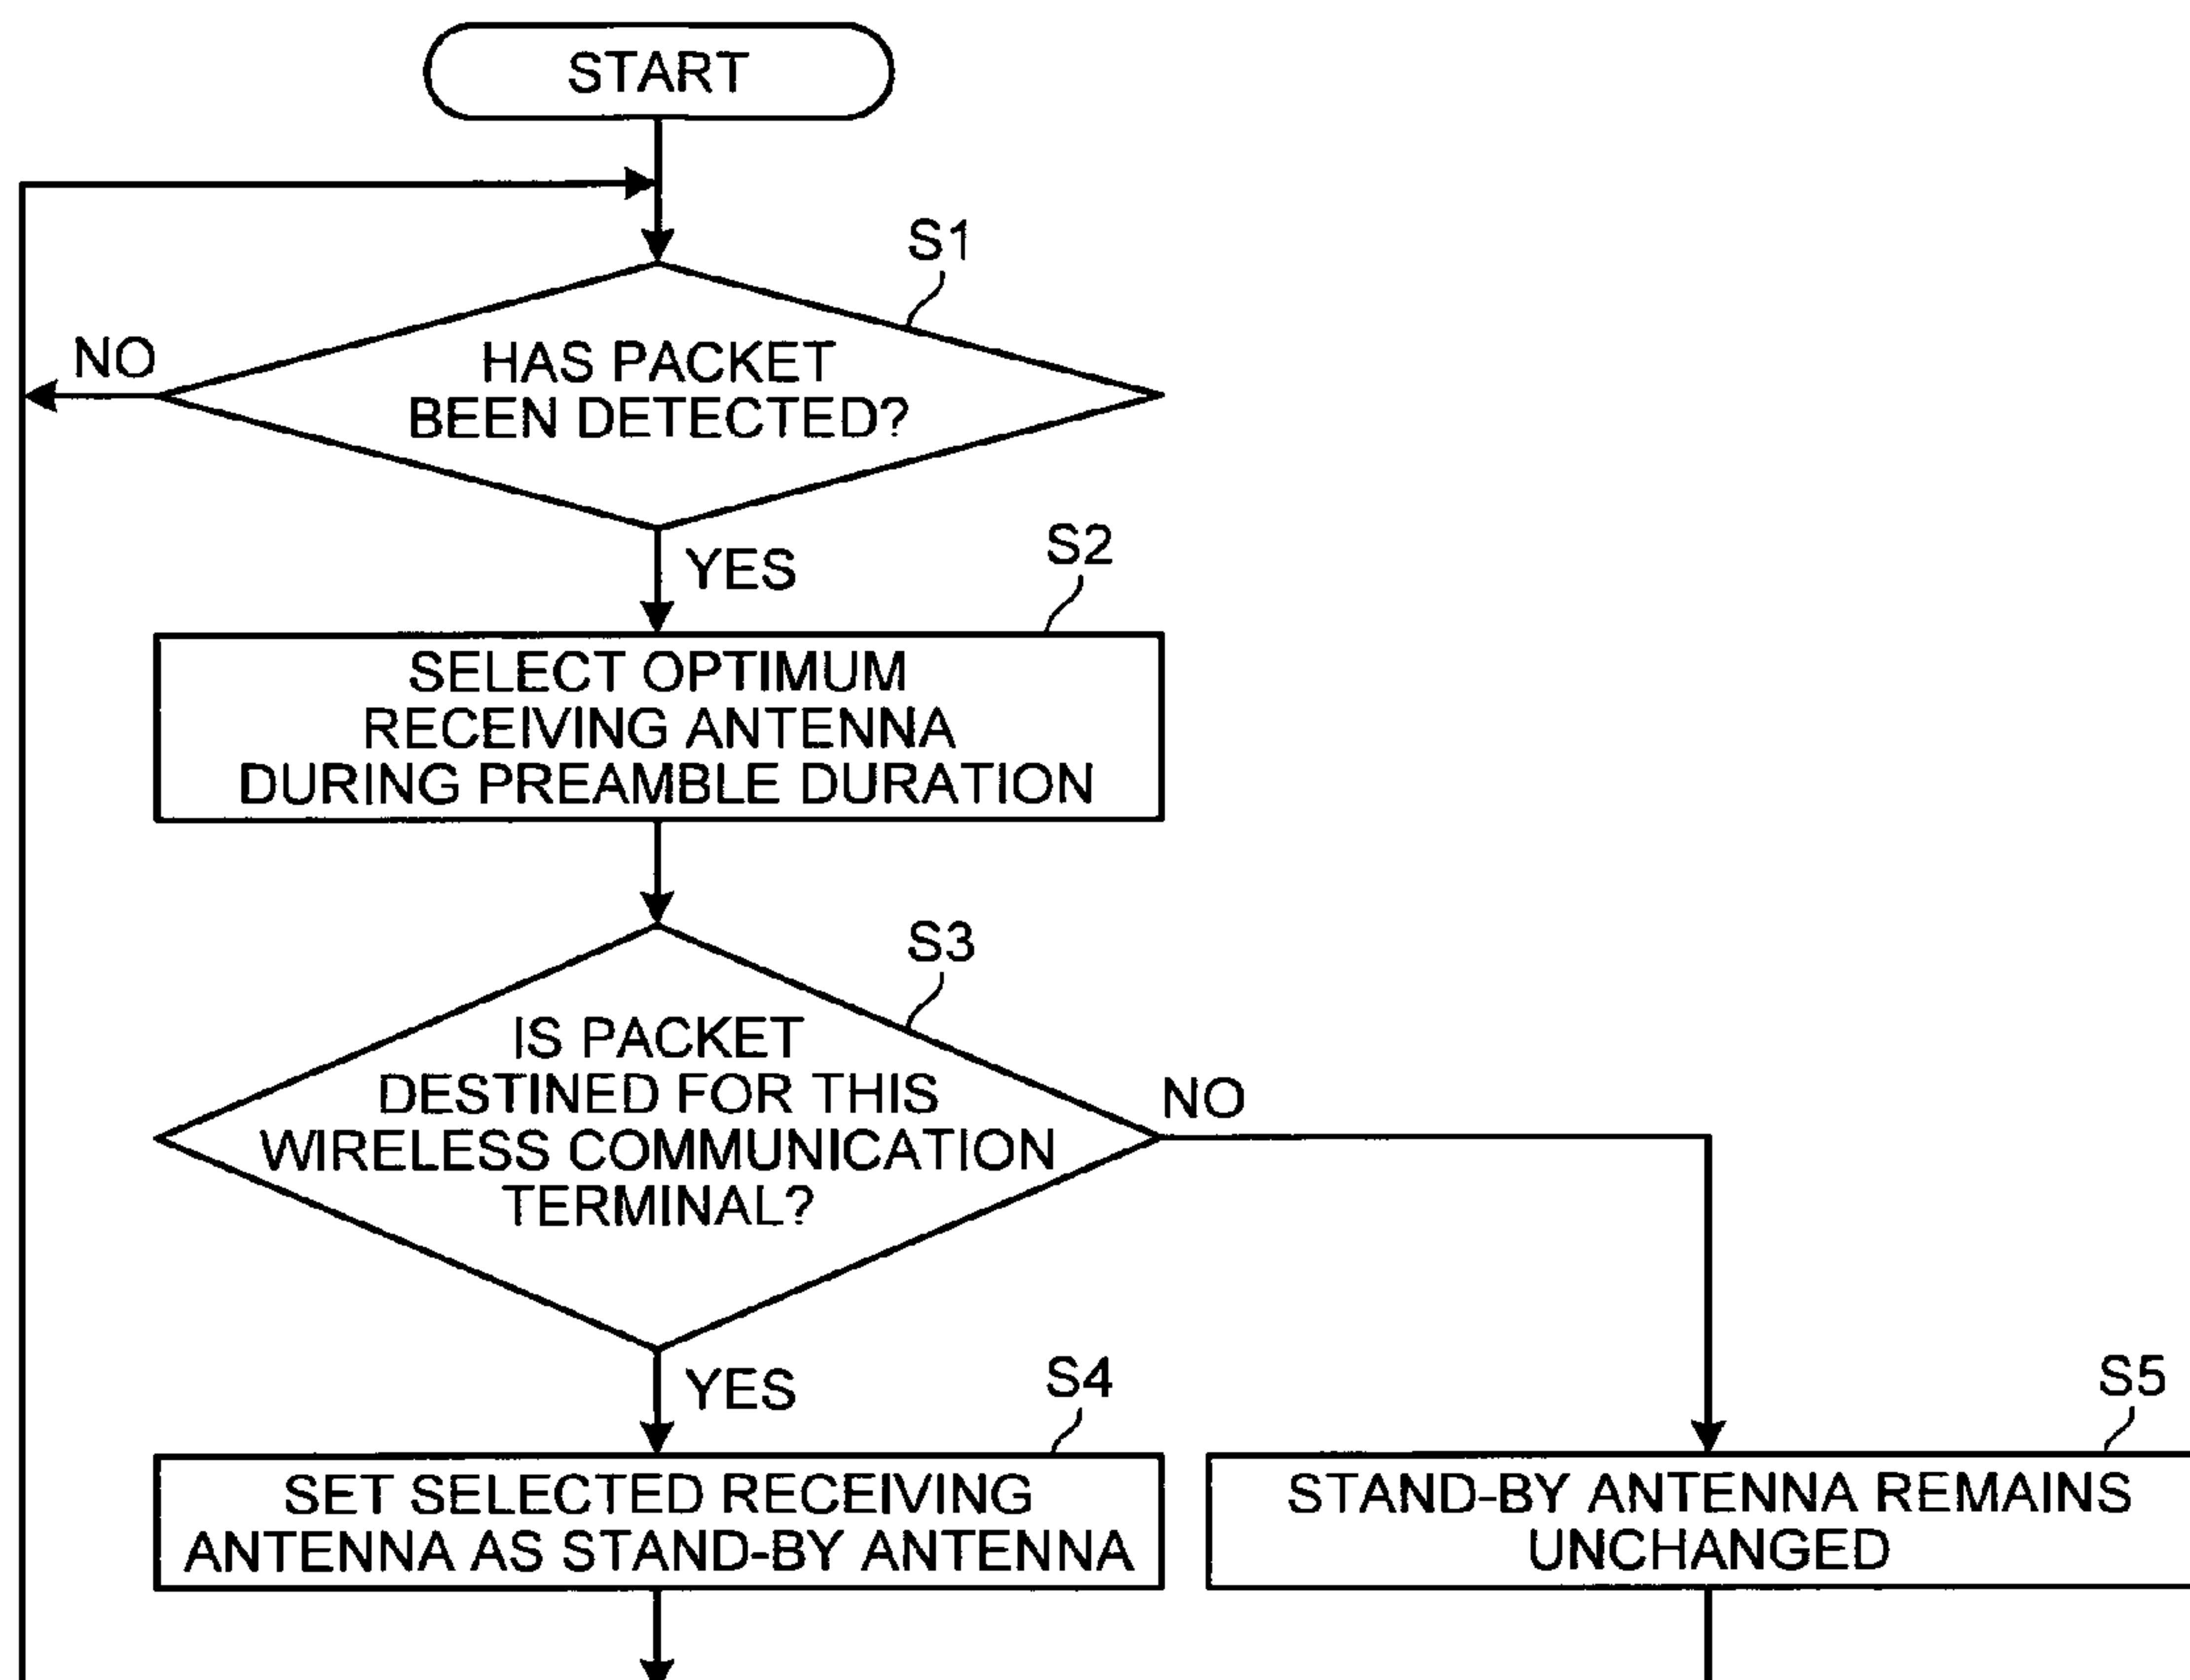 START
S1
HAS PACKET
BEEN DETECTED?
NO
YES
S2
SELECT OPTIMUM
RECEIVING ANTENNA
DURING PREAMBLE DURATION
S3
IS PACKET
DESTINED FOR THIS
WIRELESS COMMUNICATION
TERMINAL?
NO
YES
S4
SET SELECTED RECEIVING
ANTENNA AS STAND-BY ANTENNA
S5
STAND-BY ANTENNA REMAINS
UNCHANGED